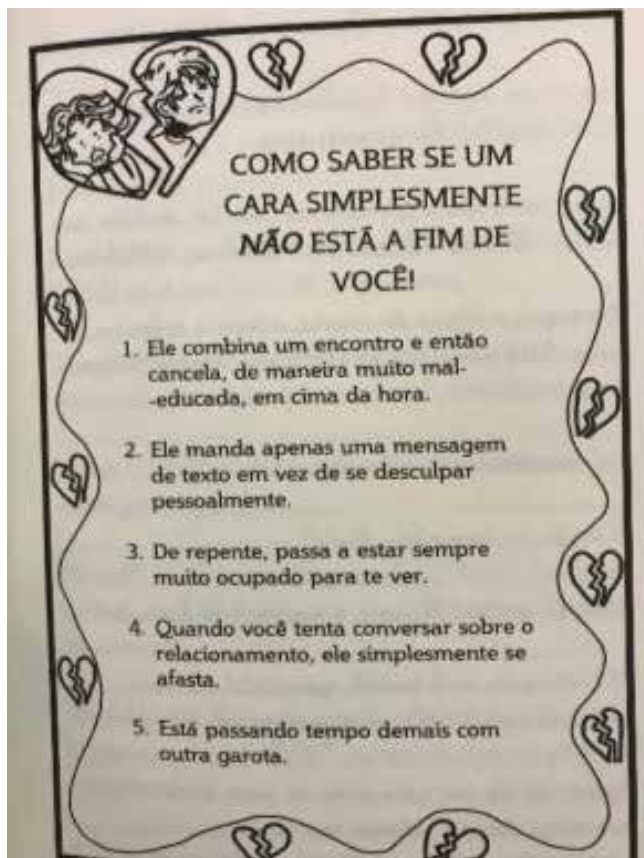 COMO SABER SE UM
CARA SIMPLESMENTE
NÃO ESTÁ A FIM DE
VOCÊ!
1. Ele combina um encontro e então
cancela, de maneira muito mal-
-educada, em cima da hora.
2. Ele manda apenas uma mensagem
de texto em vez de se desculpar
pessoalmente.
3. De repente, passa a estar sempre
muito ocupado para te ver.
4. Quando você tenta conversar sobre o
relacionamento, ele simplesmente se
afasta.
5. Está passando tempo demais com
outra garota.